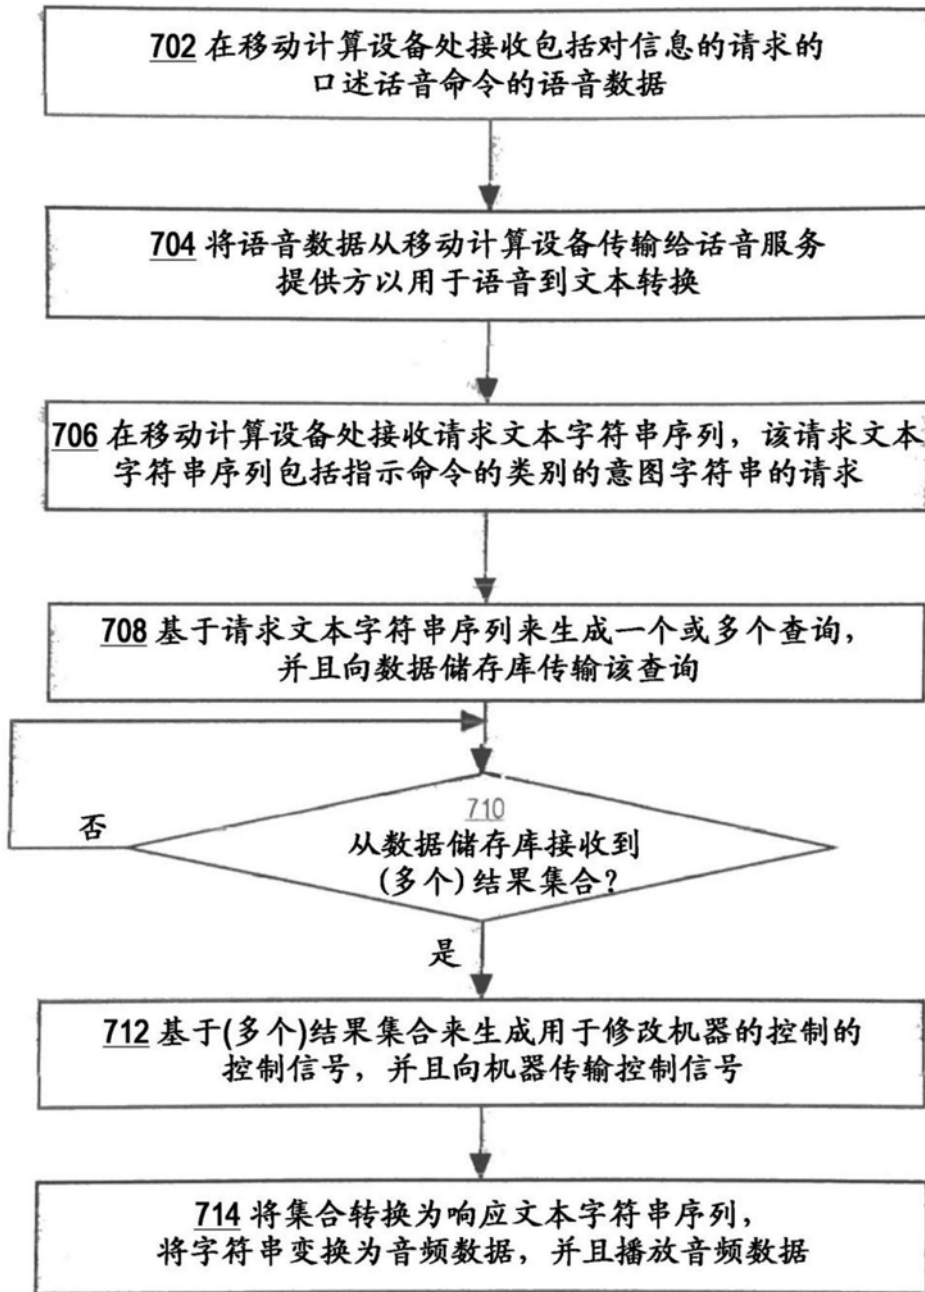 702 在移动计算设备处接收包括对信息的请求的
口述话音命令的语音数据
704 将语音数据从移动计算设备传输给话音服务
提供方以用于语音到文本转换
706 在移动计算设备处接收请求文本字符串序列，该请求文本
字符串序列包括指示命令的类别的意图字符串的请求
708 基于请求文本字符串序列来生成一个或多个查询，
并且向数据储存库传输该查询
710
从数据储存库接收到
(多个)结果集合？
否
是
712 基于(多个)结果集合来生成用于修改机器的控制的
控制信号，并且向机器传输控制信号
714 将集合转换为响应文本字符串序列，
将字符串变换为音频数据，并且播放音频数据